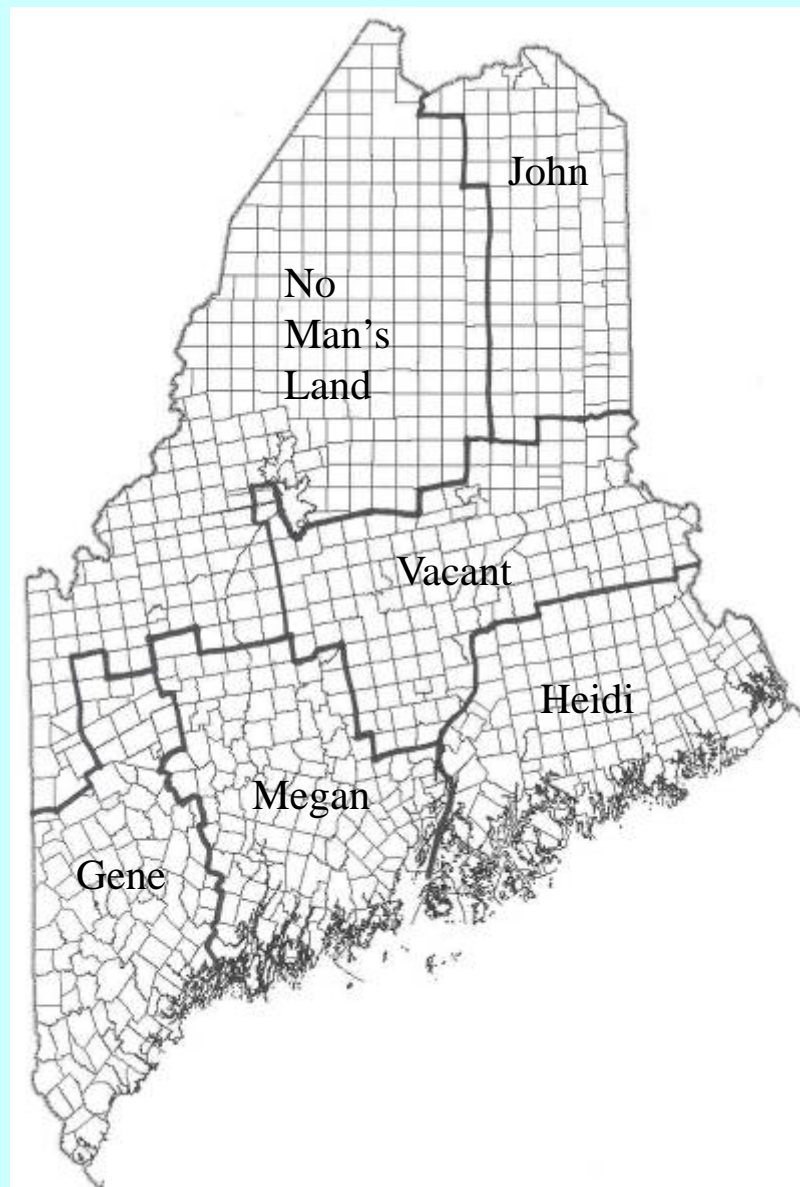 John
No
Man’s
Land
Vacant
Heidi
Megan
Gene